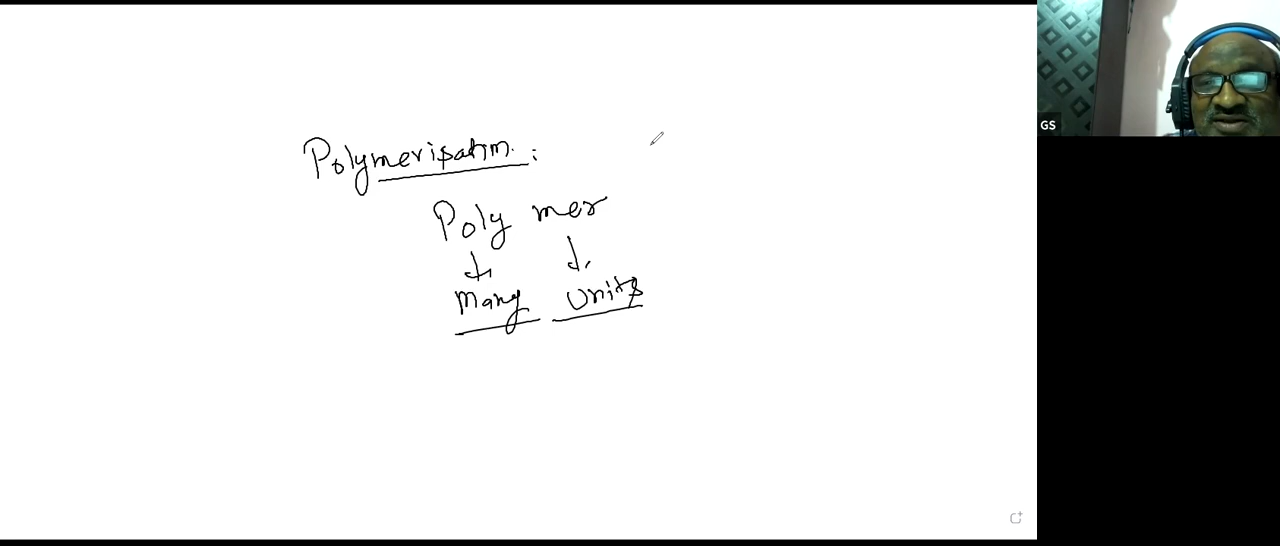 Polymerisation :
Poly mer
↓ ↓
many units
GS